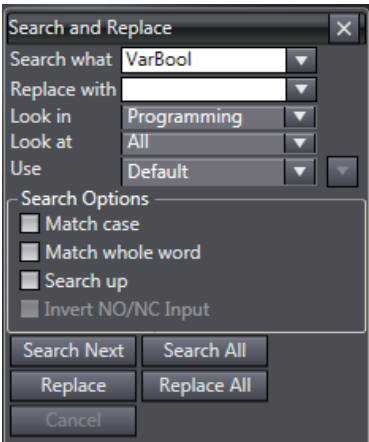 Search and Replace
Search what VarBool
Replace with
Look in Programming
Look at All
Use Default
Search Options
Match case
Match whole word
Search up
Invert NO/NC Input
Search Next Search All
Replace Replace All
Cancel